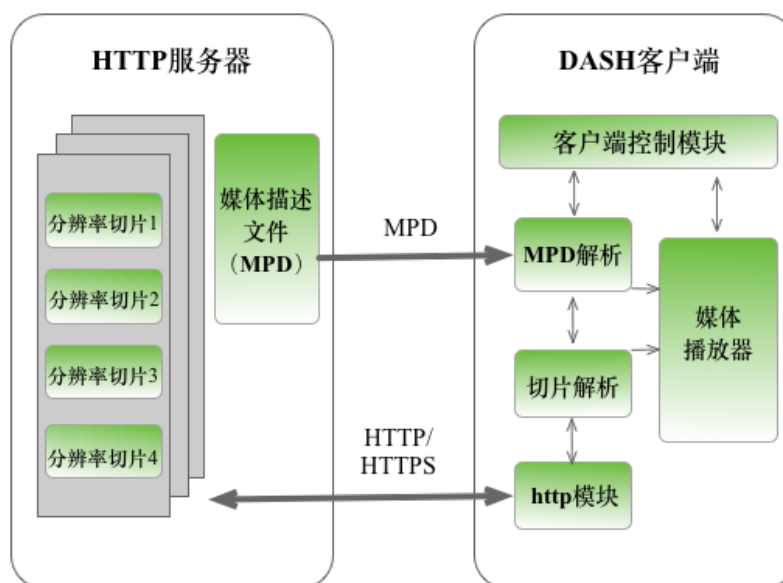 HTTP服务器
分辨率切片1
分辨率切片2
分辨率切片3
分辨率切片4
媒体描述
文件
（MPD）
MPD
HTTP/
HTTPS
DASH客户端
客户端控制模块
MPD解析
切片解析
http模块
媒体
播放器